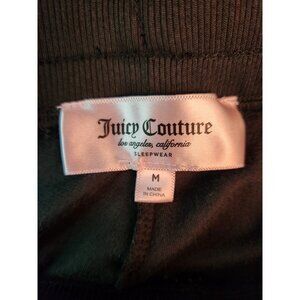 Juicy Couture
los angeles, california
SLEEPWEAR
M
MADE
IN CHINA